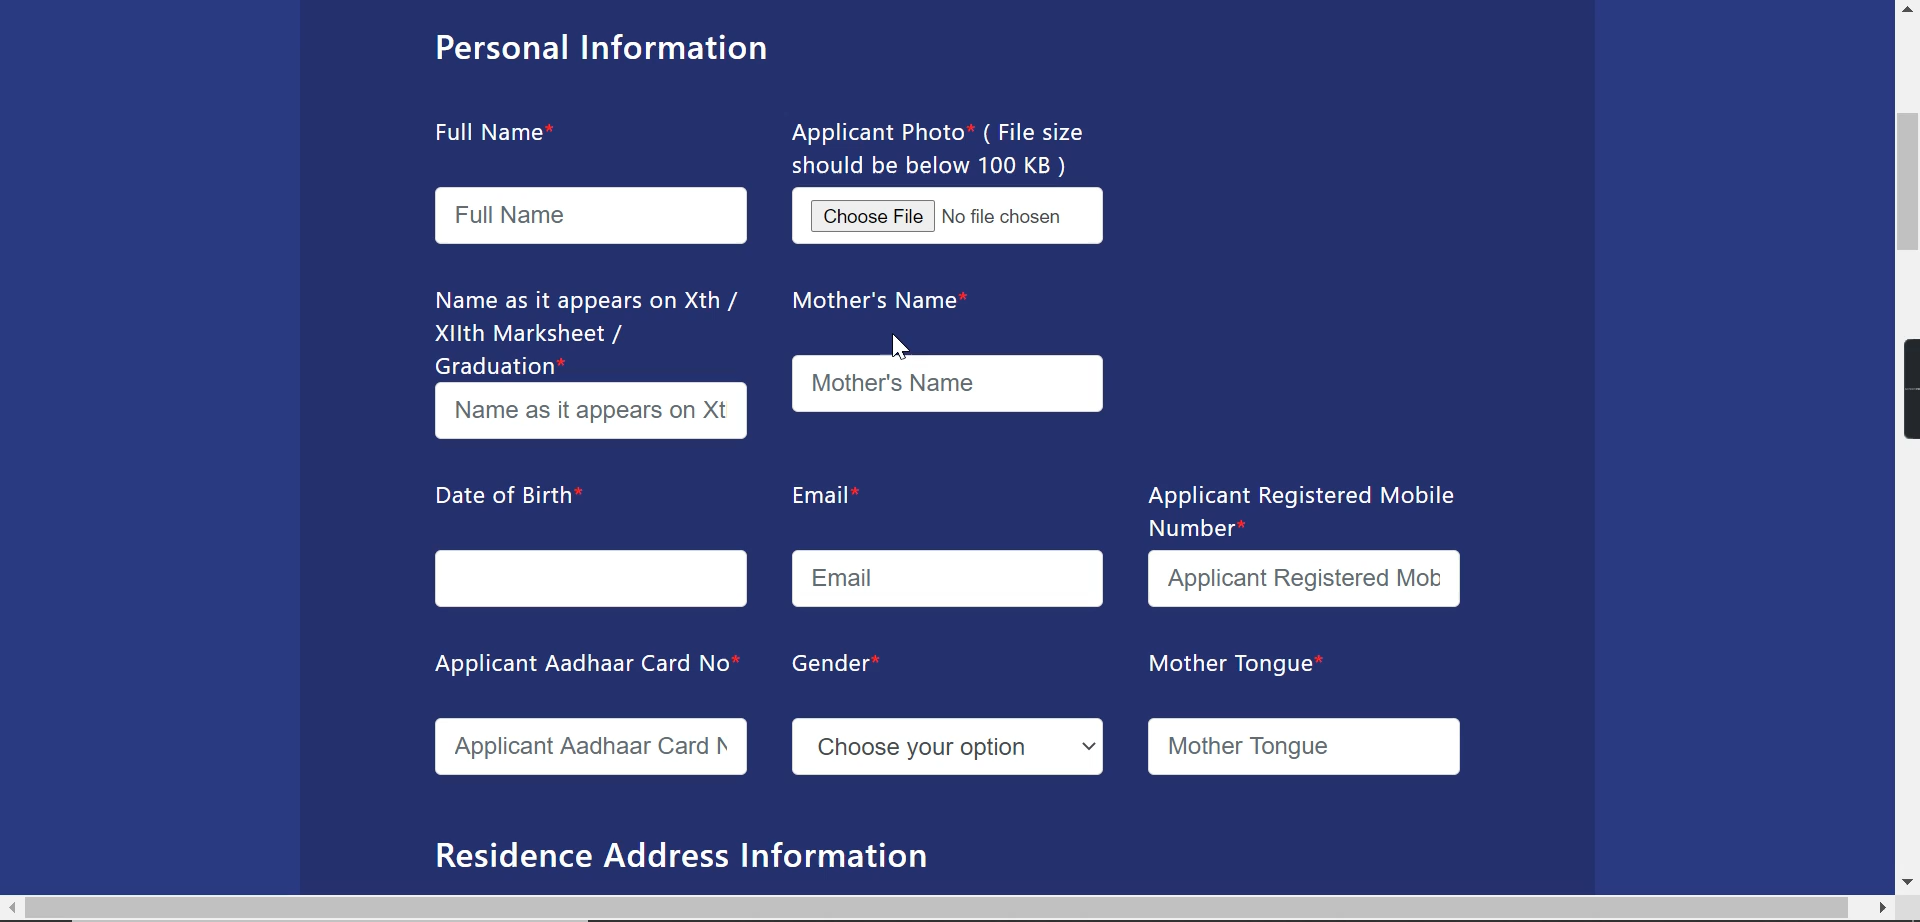 Personal Information
Full Name*
Applicant Photo* ( File size
should be below 100 KB )
Full Name
Choose File No file chosen
Name as it appears on Xth /
XIIth Marksheet /
Graduation*
Mother's Name*
Name as it appears on Xt
Mother's Name
Date of Birth*
Email*
Applicant Registered Mobile
Number*
Email
Applicant Registered Mob
Applicant Aadhaar Card No*
Gender*
Mother Tongue*
Applicant Aadhaar Card N
Choose your option
Mother Tongue
Residence Address Information